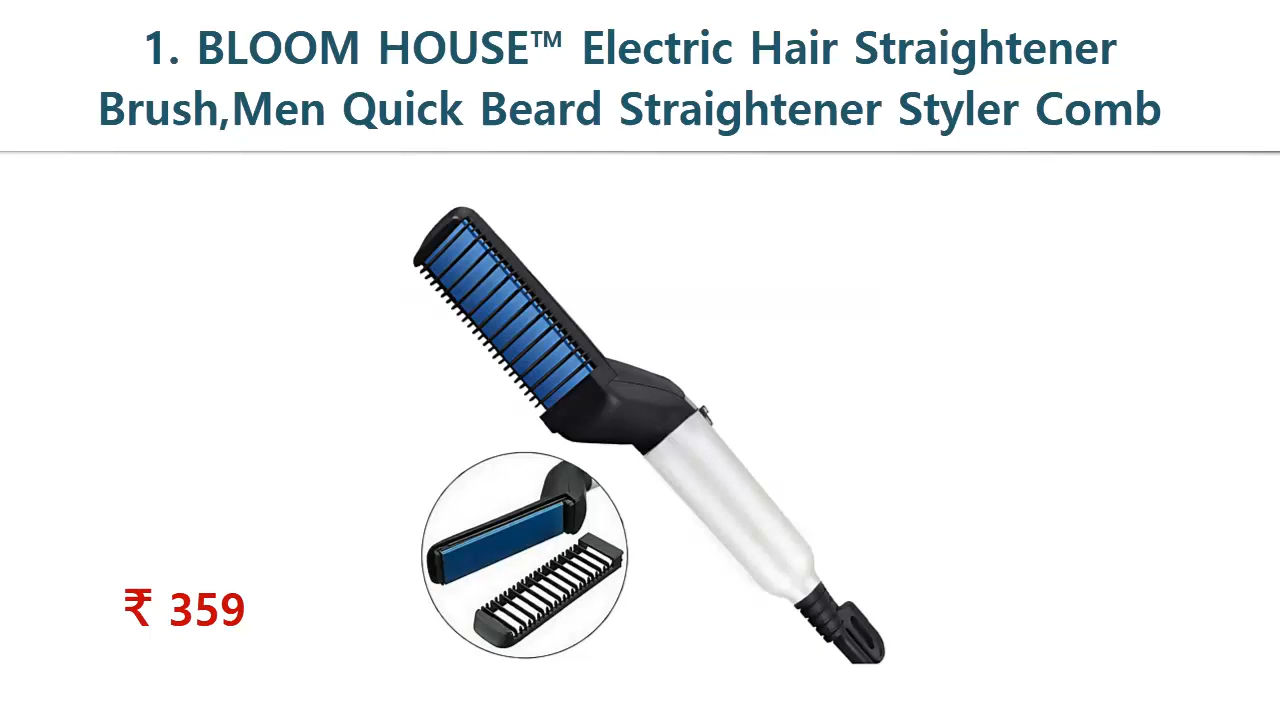 1. BLOOM HOUSE™ Electric Hair Straightener
Brush,Men Quick Beard Straightener Styler Comb
₹ 359